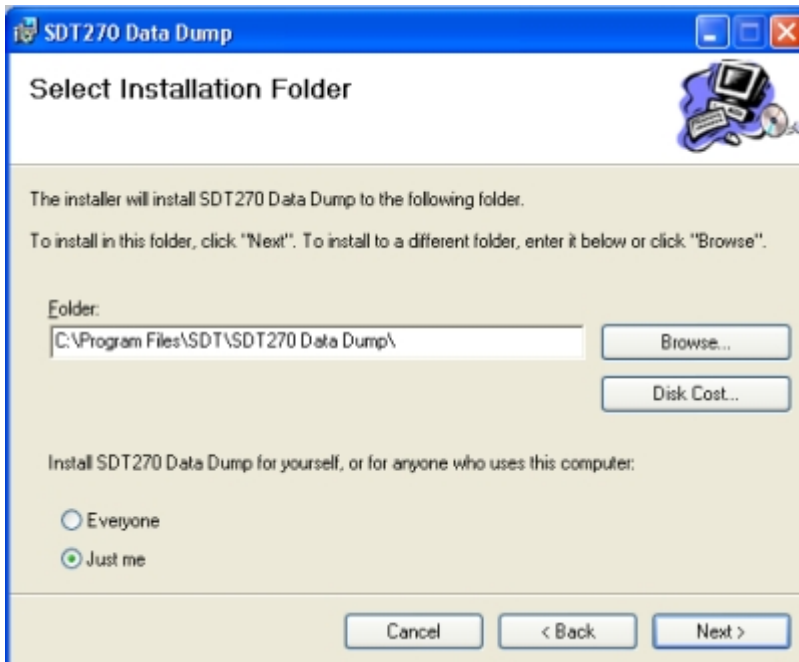 SDT270 Data Dump
Select Installation Folder
The installer will install SDT270 Data Dump to the following folder.
To install in this folder, click "Next". To install to a different folder, enter it below or click "Browse".
Folder:
C:\Program Files\SDT\SDT270 Data Dump\
Browse...
Disk Cost...
Install SDT270 Data Dump for yourself, or for anyone who uses this computer:
Everyone
Just me
Cancel
< Back
Next >